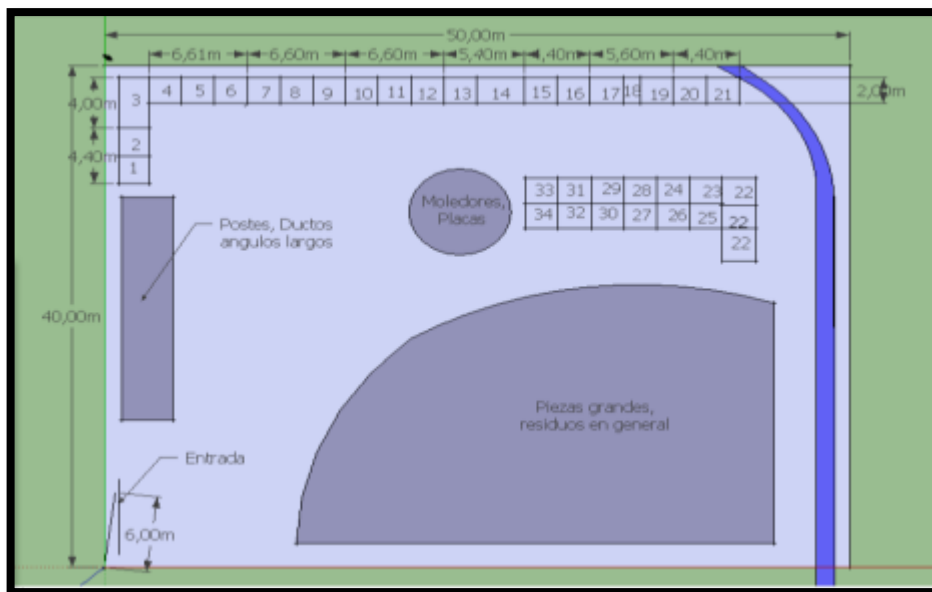 50,00m
6,61m 6,60m 6,60m 5,40m ,40m 5,60m ,40m
4,00m 3 4 5 6 7 8 9 10 11 12 13 14 15 16 17 18 19 20 21 2,00m
4,40m 2
1
33 31 29 28 24 23 22
34 32 30 27 26 25 22
22
Moledores,
Placas
Postes, Ductos
angulos largos
40,00m
Piezas grandes,
residuos en general
Entrada
6,00m